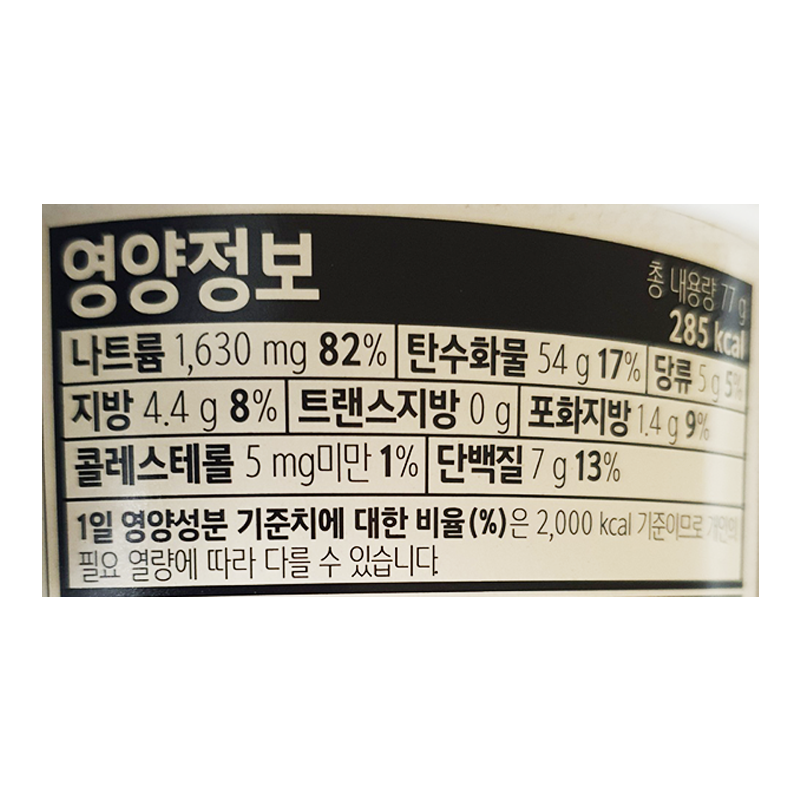 영양정보
총 내용량 77 g
285 kcal
나트륨 1,630 mg 82% 탄수화물 54 g 17% 당류 5 g 5%
지방 4.4 g 8% 트랜스지방 0 g 포화지방 1.4 g 9%
콜레스테롤 5 mg미만 1% 단백질 7 g 13%
1일 영양성분 기준치에 대한 비율(%)은 2,000 kcal 기준이므로 개인의
필요 열량에 따라 다를 수 있습니다